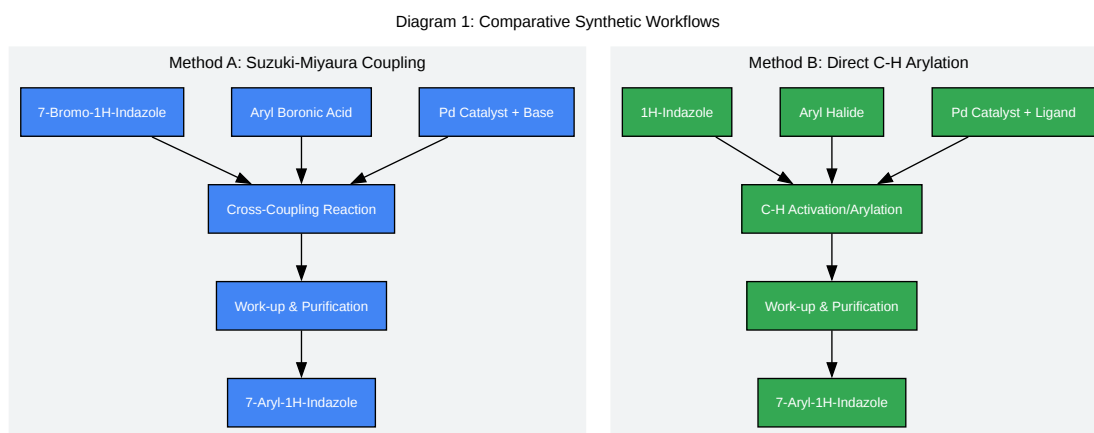 Diagram 1: Comparative Synthetic Workflows
Method A: Suzuki-Miyaura Coupling
7-Bromo-1H-Indazole
Aryl Boronic Acid
Pd Catalyst + Base
Cross-Coupling Reaction
Work-up & Purification
7-Aryl-1H-Indazole
Method B: Direct C-H Arylation
1H-Indazole
Aryl Halide
Pd Catalyst + Ligand
C-H Activation/Arylation
Work-up & Purification
7-Aryl-1H-Indazole